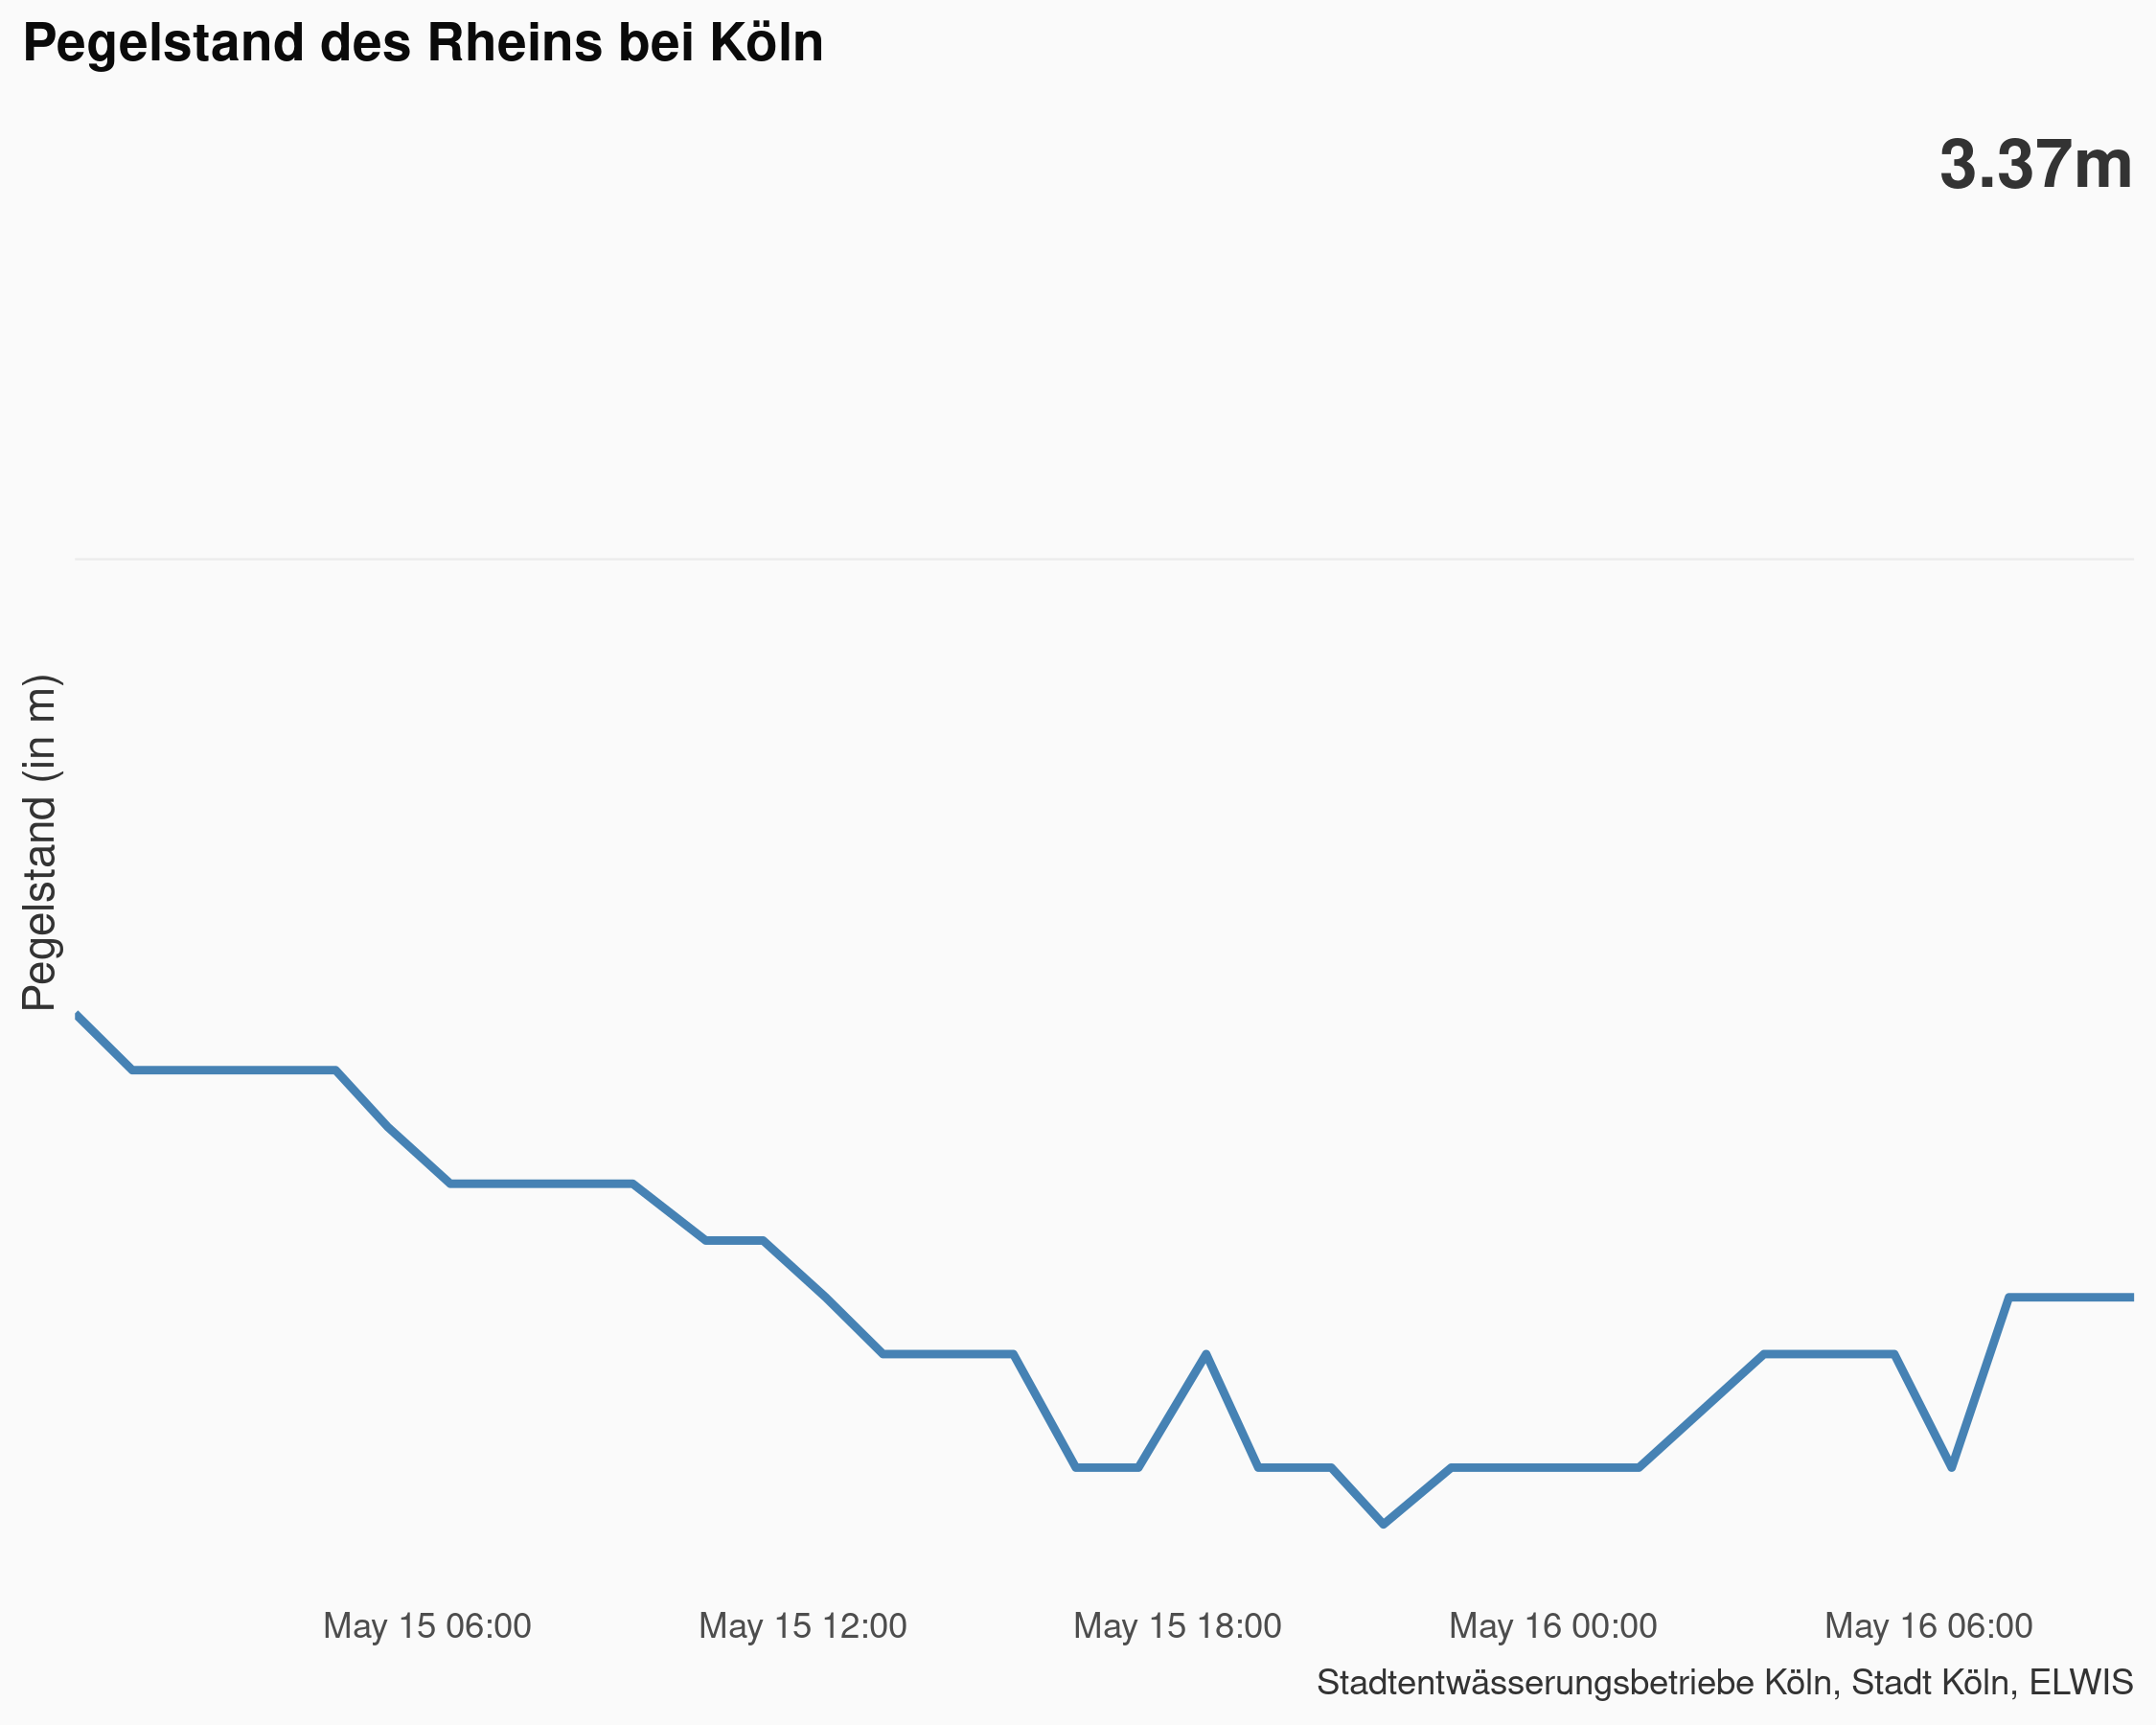 Pegelstand des Rheins bei Köln
3.37m
Pegelstand (in m)
May 15 06:00 May 15 12:00 May 15 18:00 May 16 00:00 May 16 06:00
Stadtentwässerungsbetriebe Köln, Stadt Köln, ELWIS